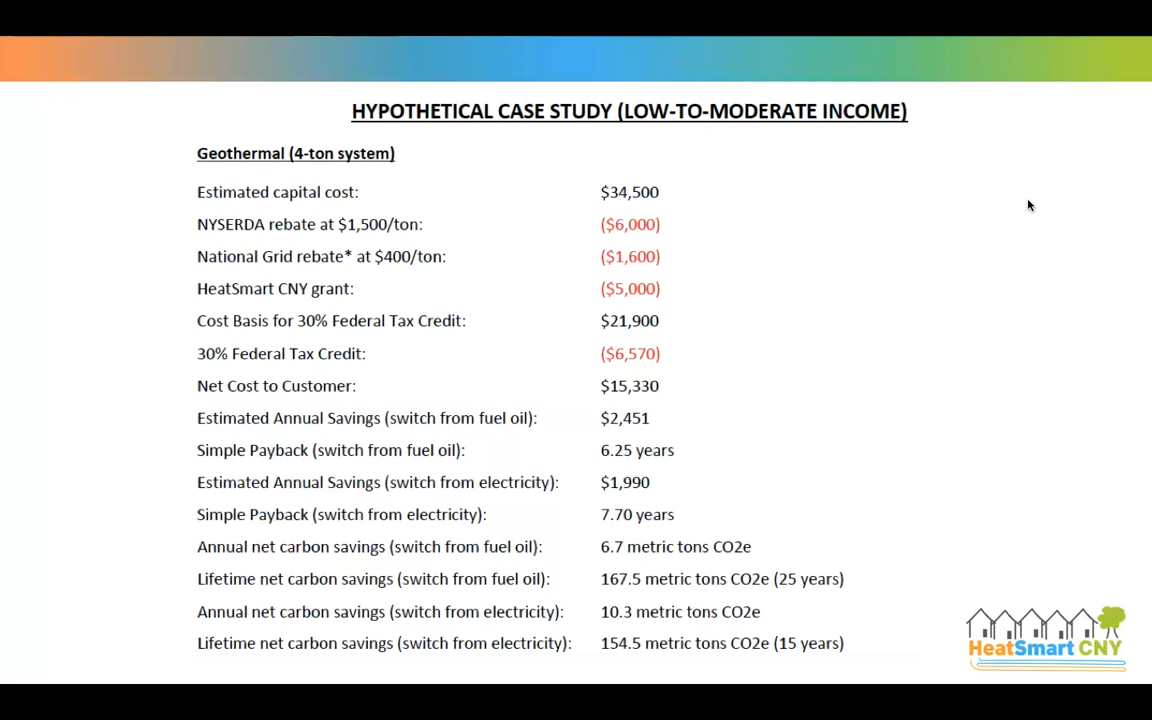 HYPOTHETICAL CASE STUDY (LOW-TO-MODERATE INCOME)
Geothermal (4-ton system)
Estimated capital cost: $34,500
NYSERDA rebate at $1,500/ton: ($6,000)
National Grid rebate* at $400/ton: ($1,600)
HeatSmart CNY grant: ($5,000)
Cost Basis for 30% Federal Tax Credit: $21,900
30% Federal Tax Credit: ($6,570)
Net Cost to Customer: $15,330
Estimated Annual Savings (switch from fuel oil): $2,451
Simple Payback (switch from fuel oil): 6.25 years
Estimated Annual Savings (switch from electricity): $1,990
Simple Payback (switch from electricity): 7.70 years
Annual net carbon savings (switch from fuel oil): 6.7 metric tons CO2e
Lifetime net carbon savings (switch from fuel oil): 167.5 metric tons CO2e (25 years)
Annual net carbon savings (switch from electricity): 10.3 metric tons CO2e
Lifetime net carbon savings (switch from electricity): 154.5 metric tons CO2e (15 years)
HeatSmart CNY